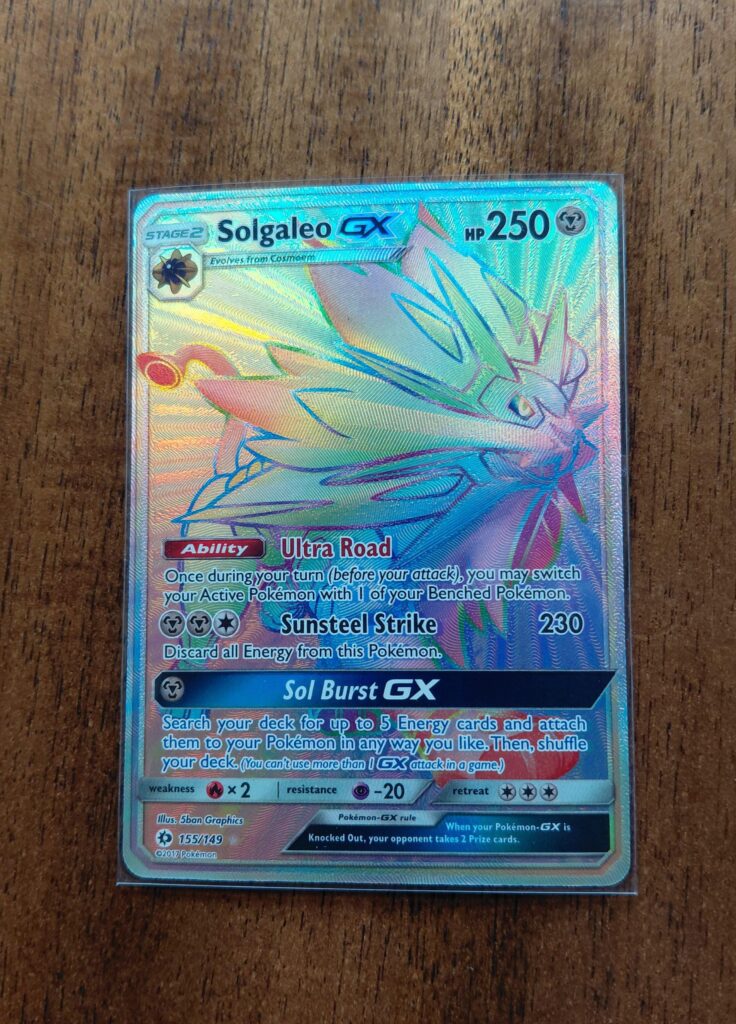 STAGE 2 Solgaleo GX HP 250
Evolves from Cosmoem
Ability Ultra Road
Once during your turn (before your attack), you may switch
your Active Pokémon with 1 of your Benched Pokémon.
Sunsteel Strike 230
Discard all Energy from this Pokémon.
Sol Burst GX
Search your deck for up to 5 Energy cards and attach
them to your Pokémon in any way you like. Then, shuffle
your deck. (You can't use more than 1 GX attack in a game.)
weakness ×2 resistance -20 retreat
Illus. 5ban Graphics
155/149
©2017 Pokémon
Pokémon-GX rule
When your Pokémon-GX is
Knocked Out, your opponent takes 2 Prize cards.